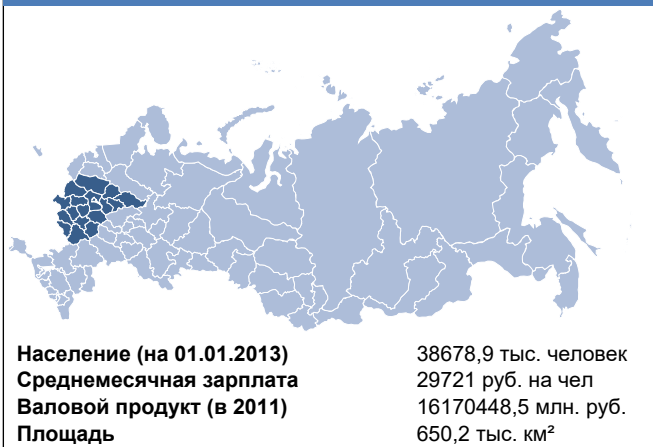 Население (на 01.01.2013) 38678,9 тыс. человек
Среднемесячная зарплата 29721 руб. на чел
Валовой продукт (в 2011) 16170448,5 млн. руб.
Площадь 650,2 тыс. км²